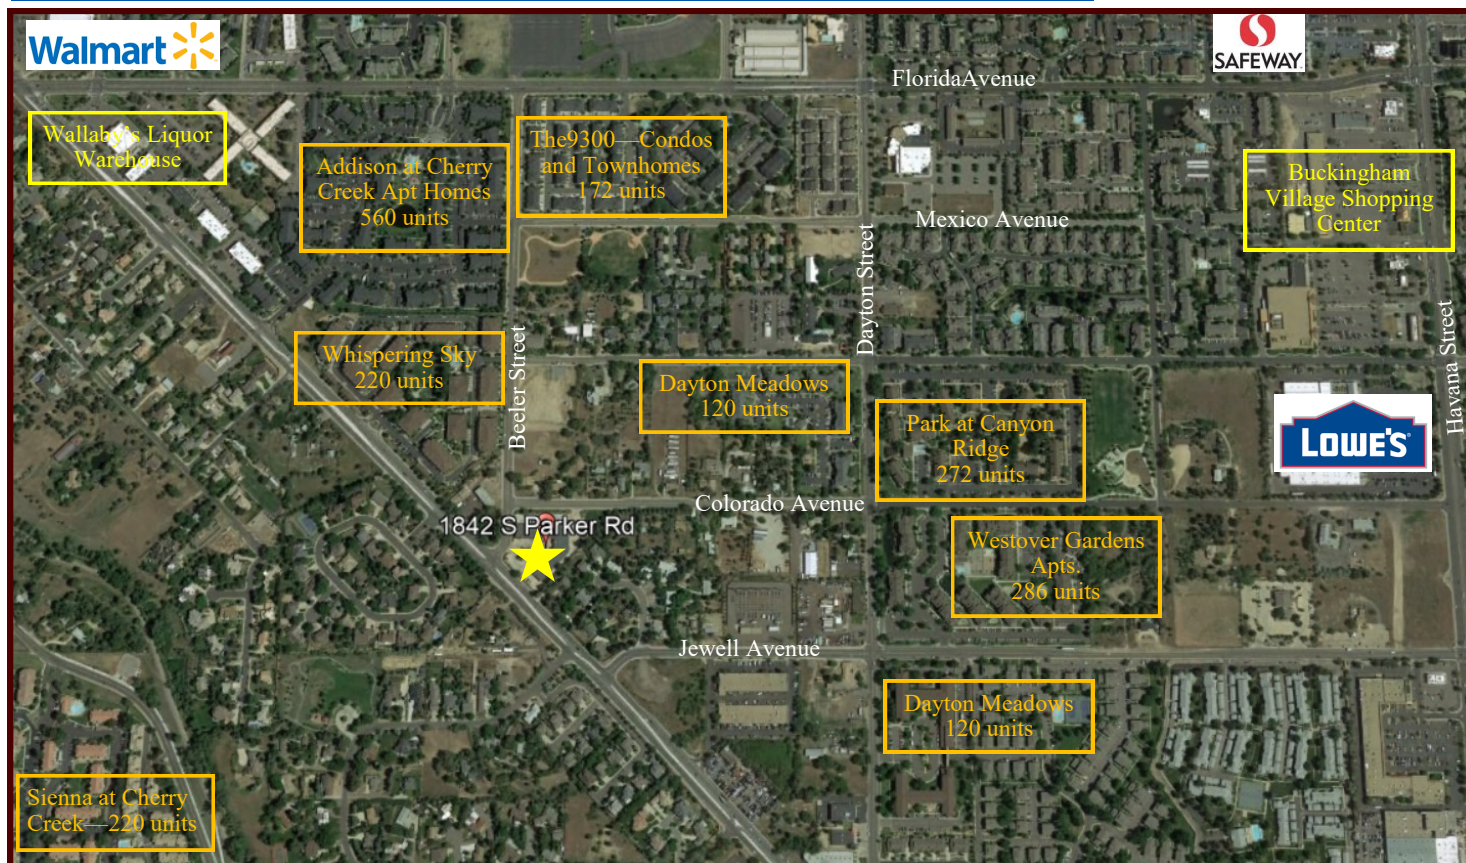 Walmart
SAFEWAY
FloridaAvenue
Wallaby's Liquor
Warehouse
The9300—Condos
and Townhomes
172 units
Addison at Cherry
Creek Apt Homes
560 units
Buckingham
Village Shopping
Center
Mexico Avenue
Dayton Street
Beeler Street
Havana Street
Whispering Sky
220 units
Dayton Meadows
120 units
Park at Canyon
Ridge
272 units
LOWE'S
Colorado Avenue
1842 S Parker Rd
Westover Gardens
Apts.
286 units
Jewell Avenue
Dayton Meadows
120 units
Sienna at Cherry
Creek—220 units